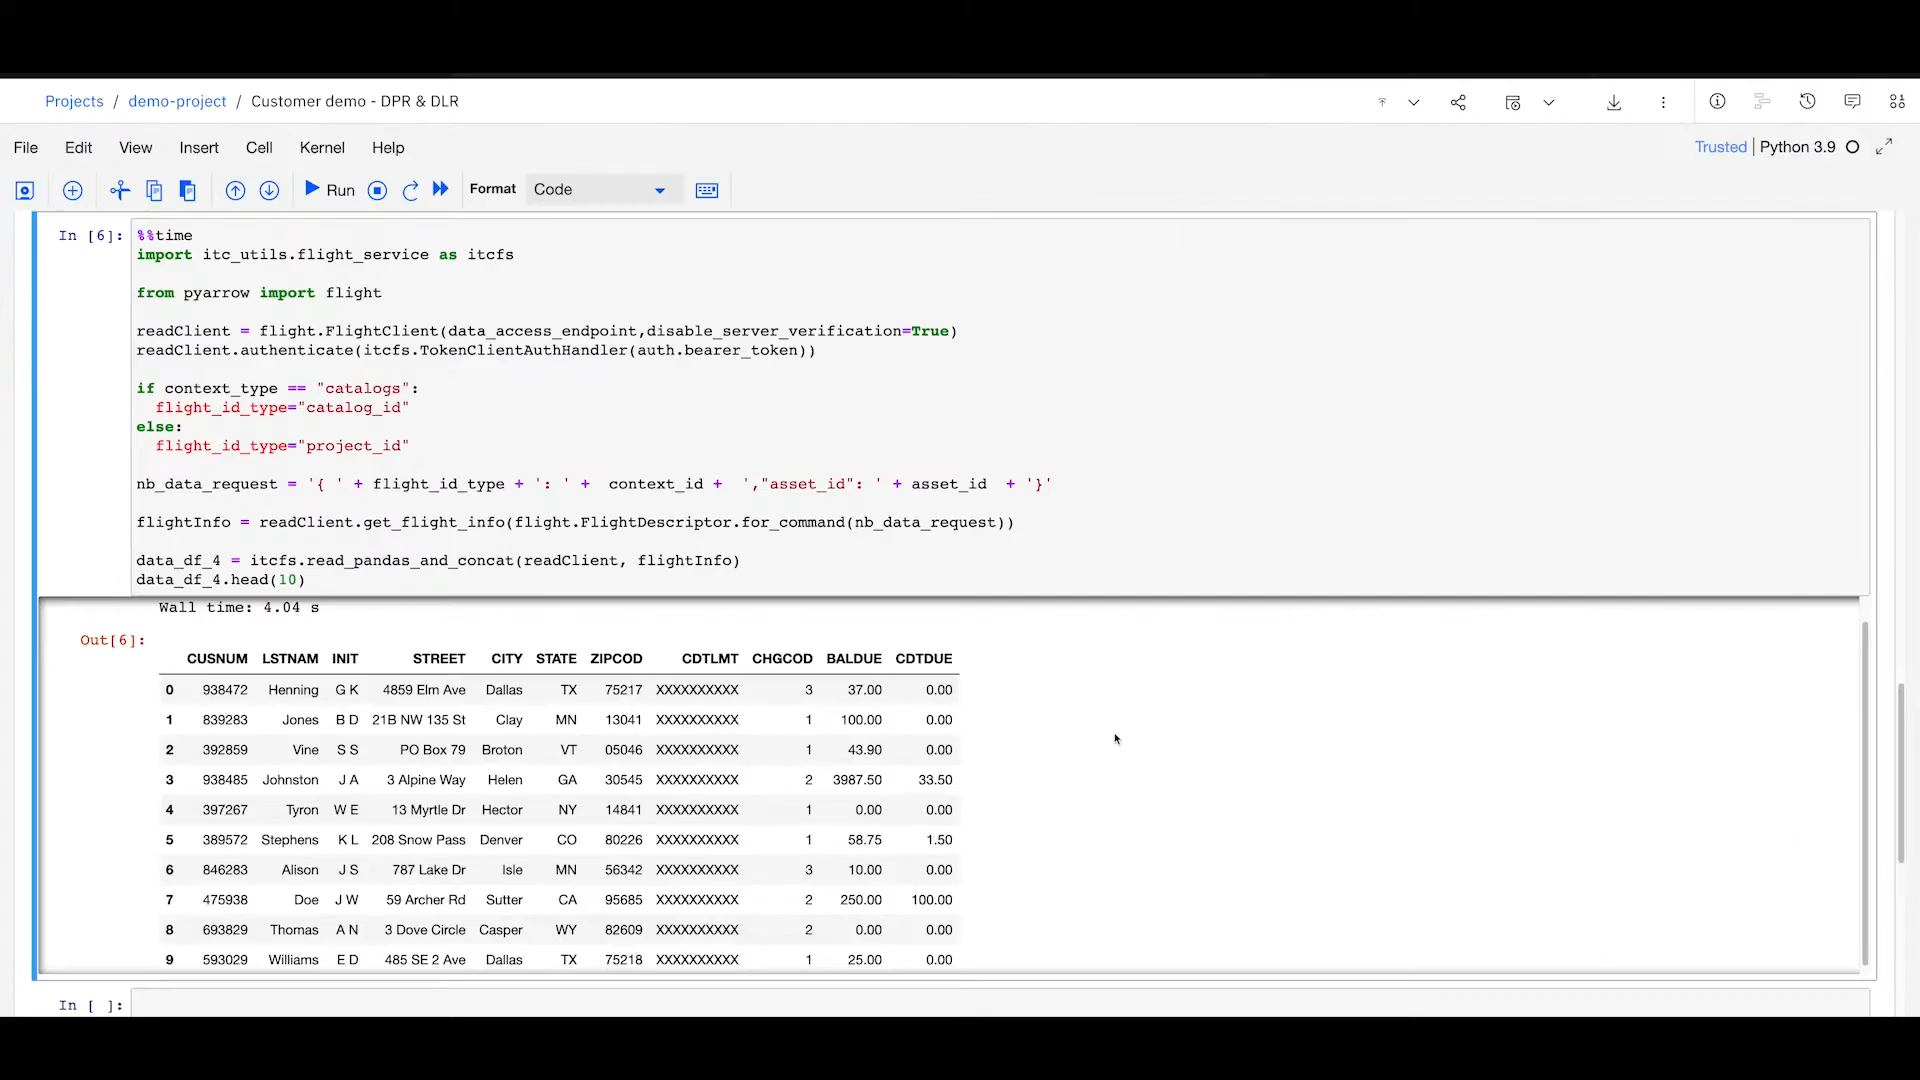 Projects / demo-project / Customer demo - DPR & DLR
File Edit View Insert Cell Kernel Help
Trusted | Python 3.9
Run Format Code
In [6]: %%time
import itc_utils.flight_service as itcfs
from pyarrow import flight
readClient = flight.FlightClient(data_access_endpoint,disable_server_verification=True)
readClient.authenticate(itcfs.TokenClientAuthHandler(auth.bearer_token))
if context_type == "catalogs":
flight_id_type="catalog_id"
else:
flight_id_type="project_id"
nb_data_request = '{ ' + flight_id_type + ': ' + context_id + ',"asset_id": ' + asset_id + '}'
flightInfo = readClient.get_flight_info(flight.FlightDescriptor.for_command(nb_data_request))
data_df_4 = itcfs.read_pandas_and_concat(readClient, flightInfo)
data_df_4.head(10)
Wall time: 4.04 s
Out[6]:
CUSNUM LSTNAM INIT STREET CITY STATE ZIPCOD CDTLMT CHGCOD BALDUE CDTDUE
0 938472 Henning G K 4859 Elm Ave Dallas TX 75217 XXXXXXXXXX 3 37.00 0.00
1 839283 Jones B D 21B NW 135 St Clay MN 13041 XXXXXXXXXX 1 100.00 0.00
2 392859 Vine S S PO Box 79 Broton VT 05046 XXXXXXXXXX 1 43.90 0.00
3 938485 Johnston J A 3 Alpine Way Helen GA 30545 XXXXXXXXXX 2 3987.50 33.50
4 397267 Tyron W E 13 Myrtle Dr Hector NY 14841 XXXXXXXXXX 1 0.00 0.00
5 389572 Stephens K L 208 Snow Pass Denver CO 80226 XXXXXXXXXX 1 58.75 1.50
6 846283 Alison J S 787 Lake Dr Isle MN 56342 XXXXXXXXXX 3 10.00 0.00
7 475938 Doe J W 59 Archer Rd Sutter CA 95685 XXXXXXXXXX 2 250.00 100.00
8 693829 Thomas A N 3 Dove Circle Casper WY 82609 XXXXXXXXXX 2 0.00 0.00
9 593029 Williams E D 485 SE 2 Ave Dallas TX 75218 XXXXXXXXXX 1 25.00 0.00
In [ ]: